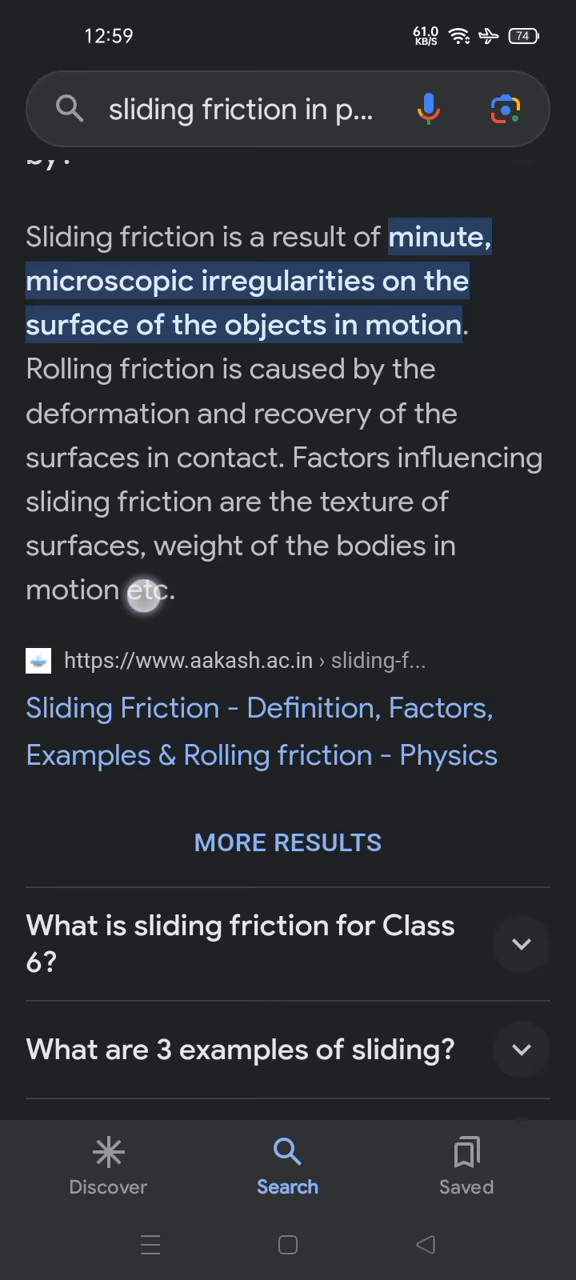 12:59
61.0
KB/S
74
sliding friction in p...
by?
Sliding friction is a result of minute,
microscopic irregularities on the
surface of the objects in motion.
Rolling friction is caused by the
deformation and recovery of the
surfaces in contact. Factors influencing
sliding friction are the texture of
surfaces, weight of the bodies in
motion etc.
https://www.aakash.ac.in › sliding-f...
Sliding Friction - Definition, Factors,
Examples & Rolling friction - Physics
MORE RESULTS
What is sliding friction for Class
6?
What are 3 examples of sliding?
Discover
Search
Saved